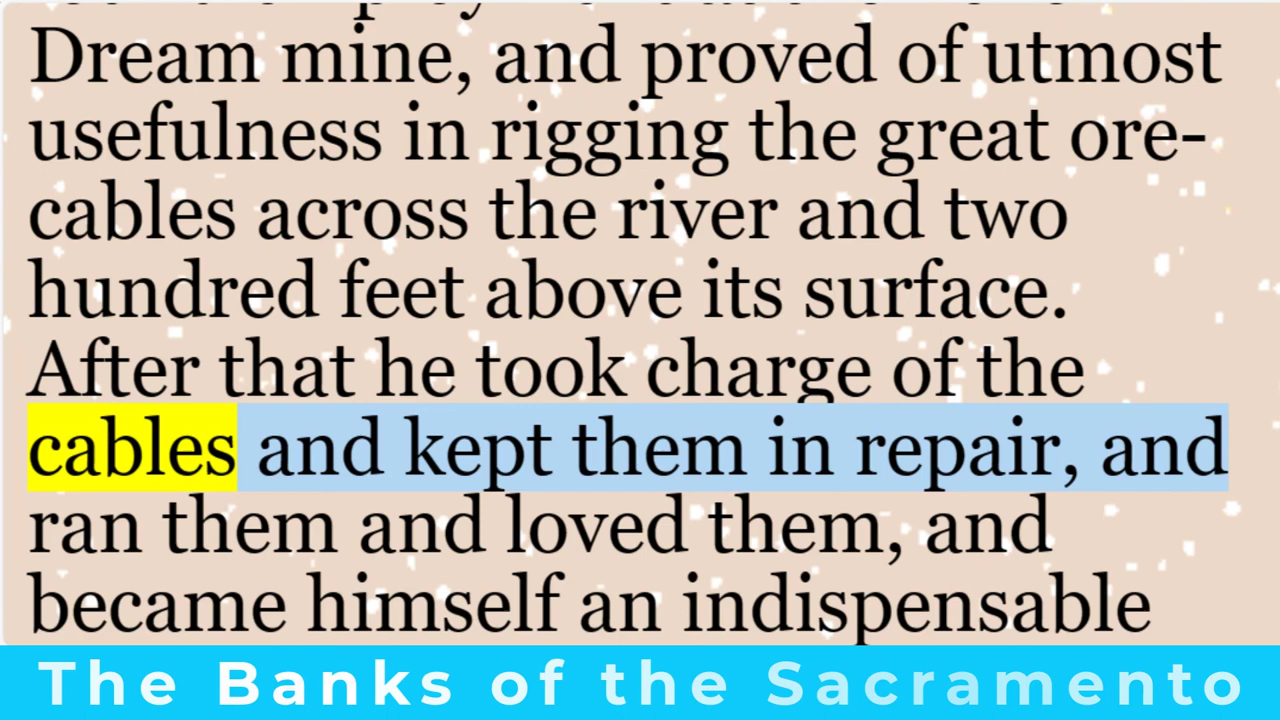 Dream mine, and proved of utmost
usefulness in rigging the great ore-
cables across the river and two
hundred feet above its surface.
After that he took charge of the
cables and kept them in repair, and
ran them and loved them, and
became himself an indispensable
The Banks of the Sacramento